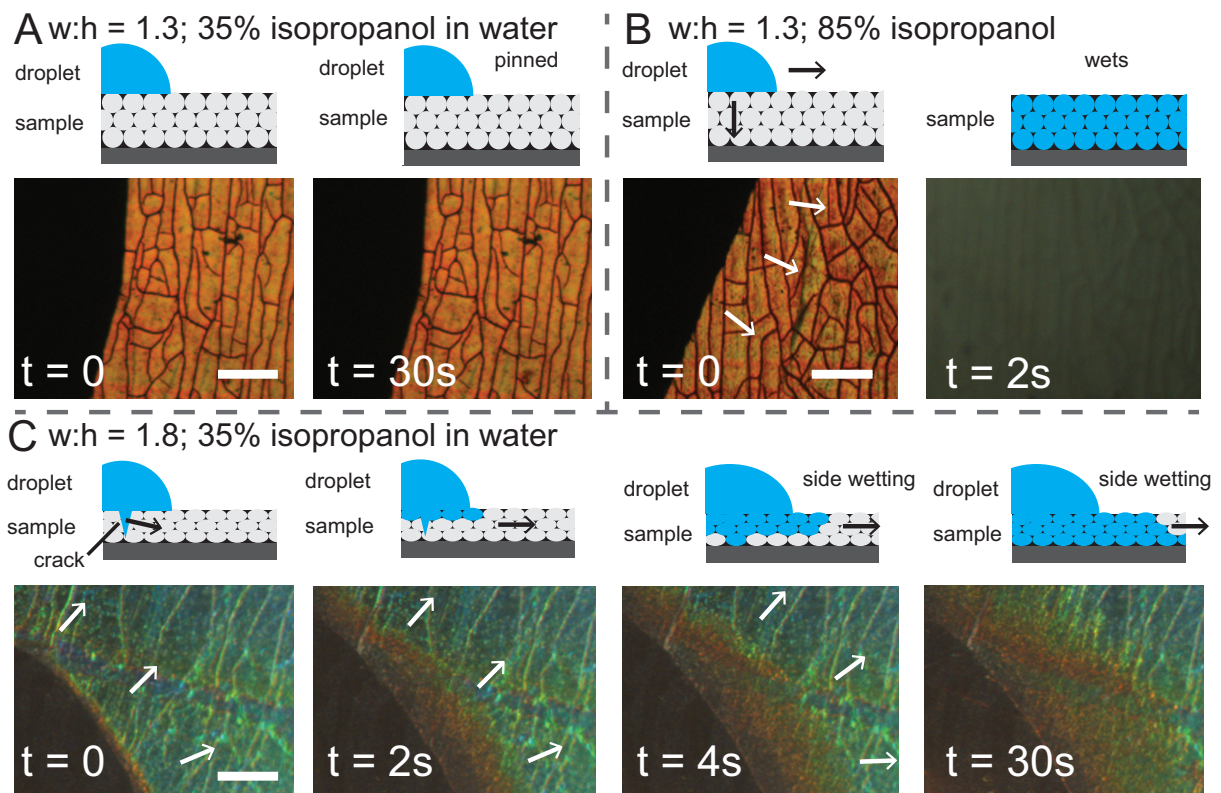 A w:h = 1.3; 35% isopropanol in water
droplet
sample
droplet
pinned
sample
t = 0
t = 30s
B w:h = 1.3; 85% isopropanol
droplet
sample
wets
sample
t = 0
t = 2s
C w:h = 1.8; 35% isopropanol in water
droplet
sample
crack
droplet
sample
droplet
side wetting
sample
droplet
side wetting
sample
t = 0
t = 2s
t = 4s
t = 30s